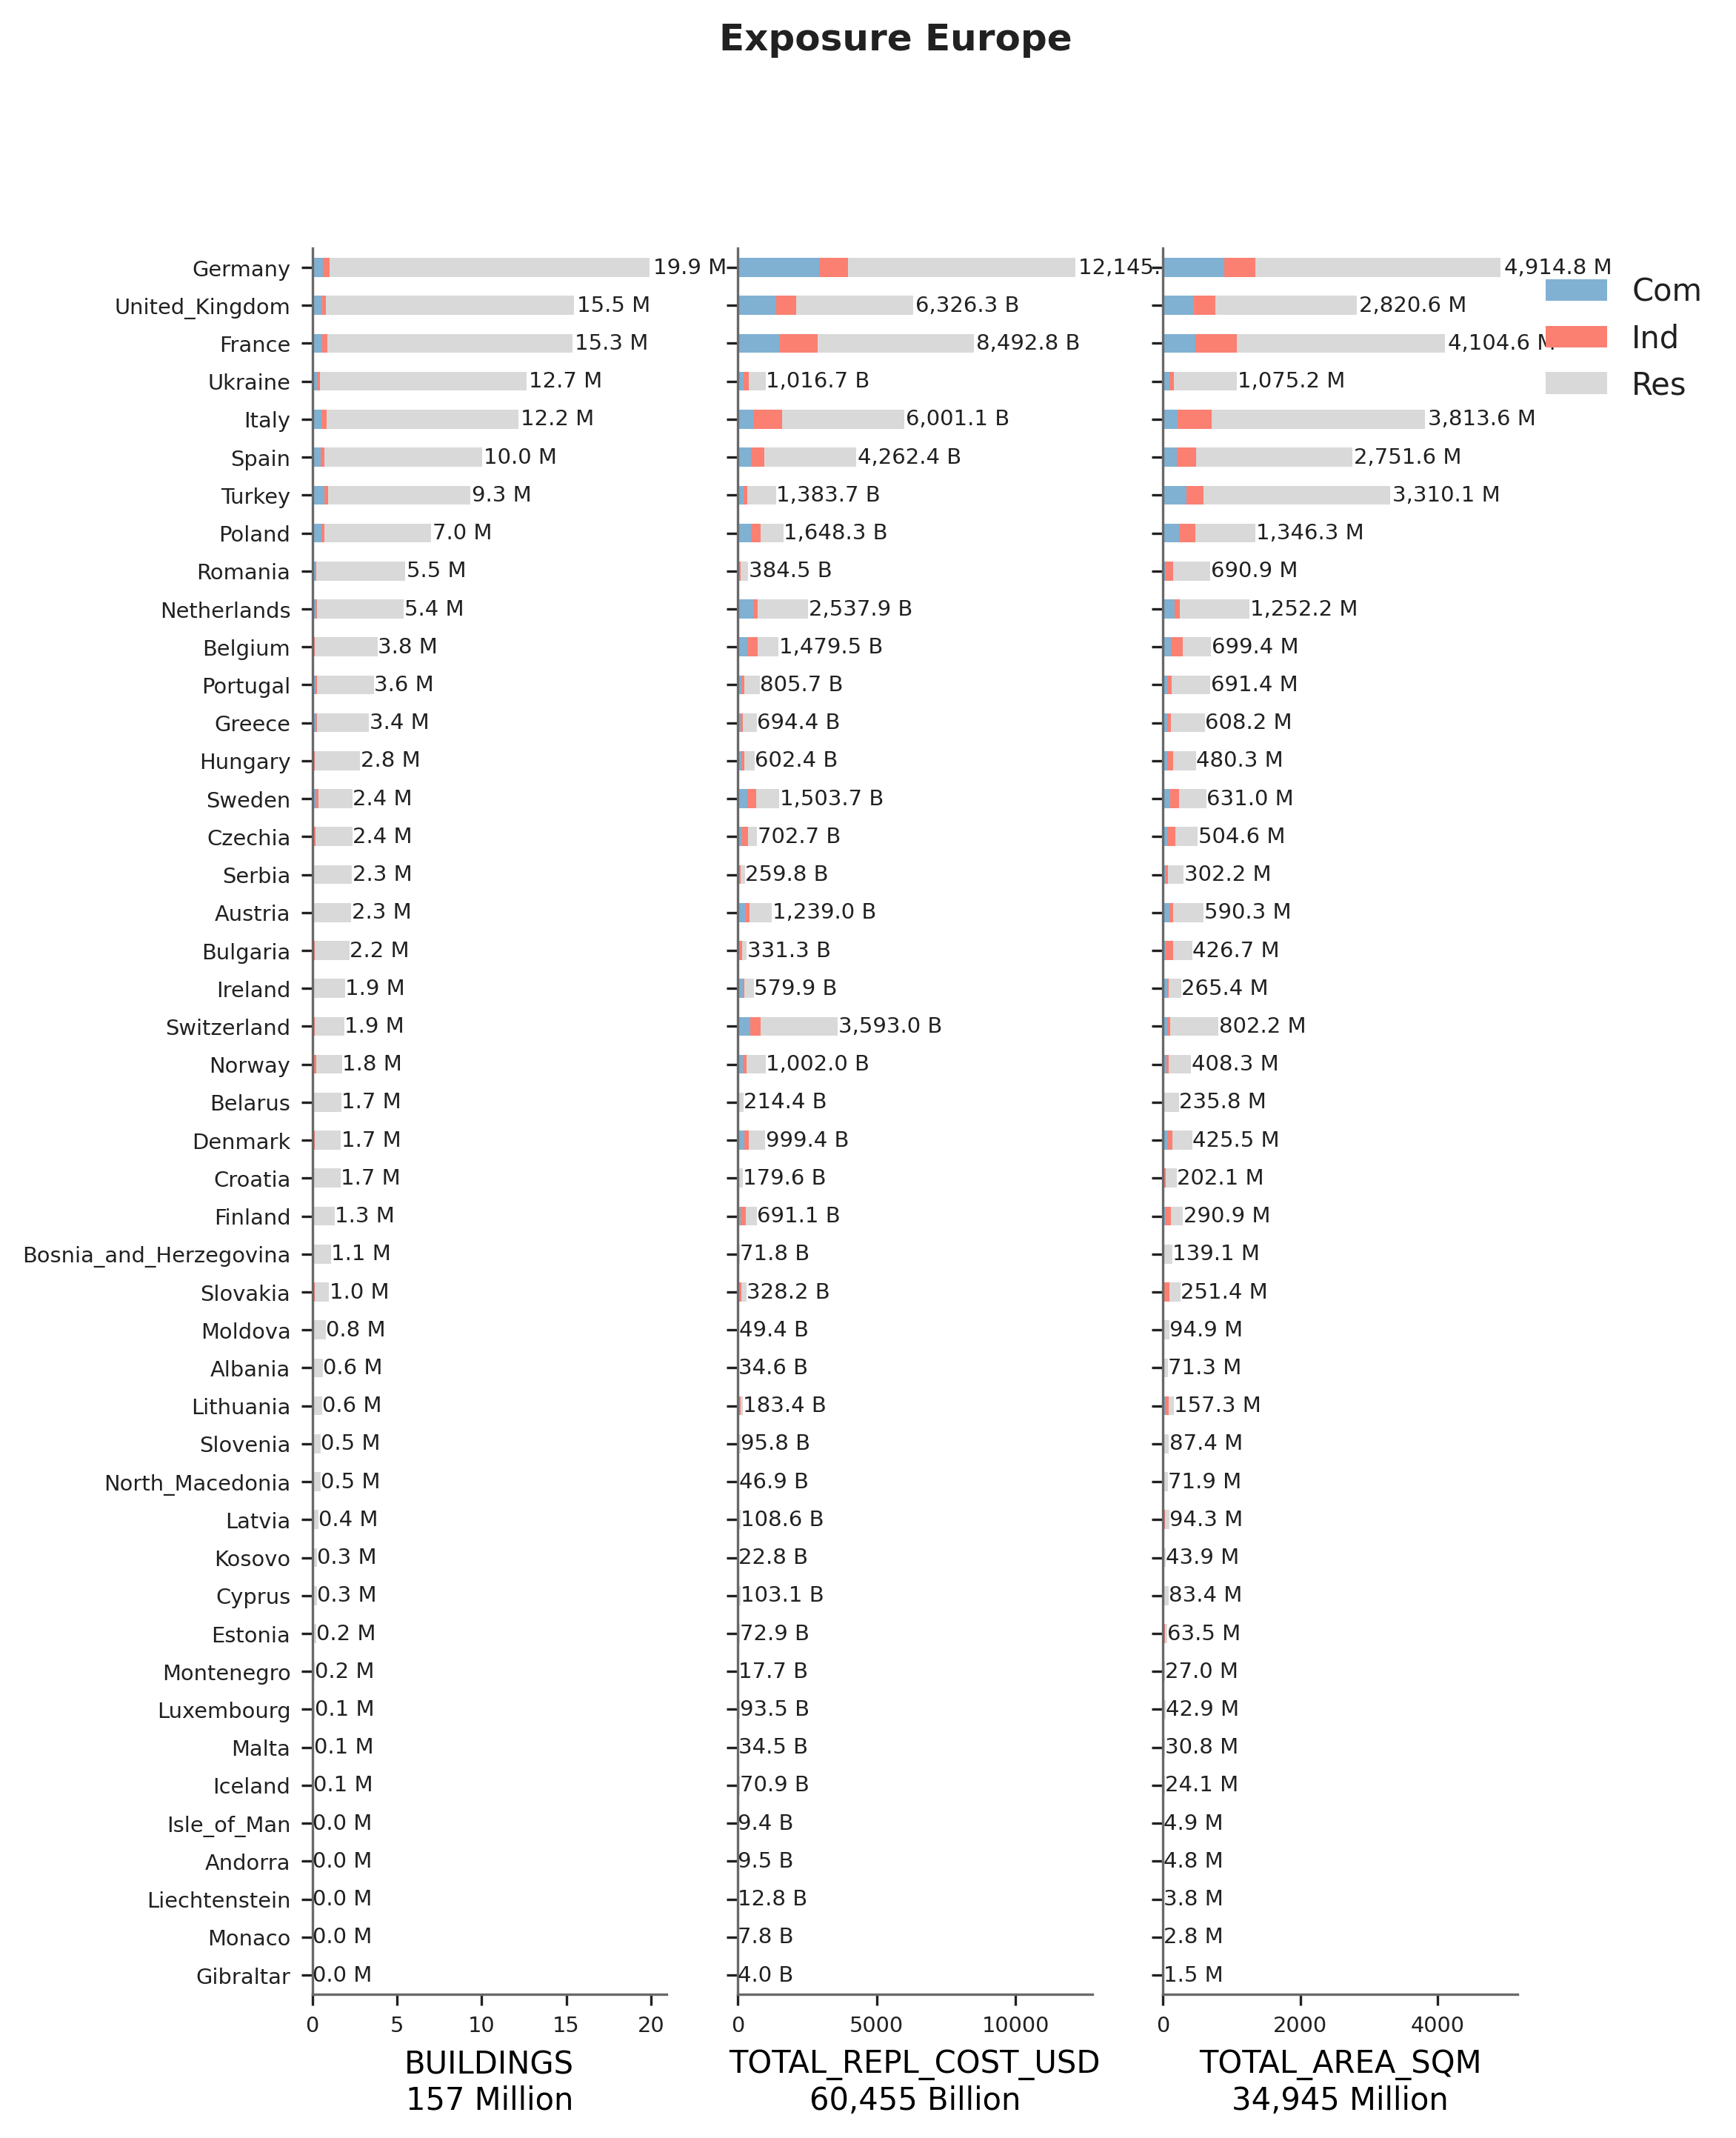 Exposure Europe
Germany 19.9 M 12,145. 4,914.8 M
Com
United_Kingdom 15.5 M 6,326.3 B 2,820.6 M
France 15.3 M 8,492.8 B 4,104.6 M Ind
Ukraine 12.7 M 1,016.7 B 1,075.2 M Res
Italy 12.2 M 6,001.1 B 3,813.6 M
Spain 10.0 M 4,262.4 B 2,751.6 M
Turkey 9.3 M 1,383.7 B 3,310.1 M
Poland 7.0 M 1,648.3 B 1,346.3 M
Romania 5.5 M 384.5 B 690.9 M
Netherlands 5.4 M 2,537.9 B 1,252.2 M
Belgium 3.8 M 1,479.5 B 699.4 M
Portugal 3.6 M 805.7 B 691.4 M
Greece 3.4 M 694.4 B 608.2 M
Hungary 2.8 M 602.4 B 480.3 M
Sweden 2.4 M 1,503.7 B 631.0 M
Czechia 2.4 M 702.7 B 504.6 M
Serbia 2.3 M 259.8 B 302.2 M
Austria 2.3 M 1,239.0 B 590.3 M
Bulgaria 2.2 M 331.3 B 426.7 M
Ireland 1.9 M 579.9 B 265.4 M
Switzerland 1.9 M 3,593.0 B 802.2 M
Norway 1.8 M 1,002.0 B 408.3 M
Belarus 1.7 M 214.4 B 235.8 M
Denmark 1.7 M 999.4 B 425.5 M
Croatia 1.7 M 179.6 B 202.1 M
Finland 1.3 M 691.1 B 290.9 M
Bosnia_and_Herzegovina 1.1 M 71.8 B 139.1 M
Slovakia 1.0 M 328.2 B 251.4 M
Moldova 0.8 M 49.4 B 94.9 M
Albania 0.6 M 34.6 B 71.3 M
Lithuania 0.6 M 183.4 B 157.3 M
Slovenia 0.5 M 95.8 B 87.4 M
North_Macedonia 0.5 M 46.9 B 71.9 M
Latvia 0.4 M 108.6 B 94.3 M
Kosovo 0.3 M 22.8 B 43.9 M
Cyprus 0.3 M 103.1 B 83.4 M
Estonia 0.2 M 72.9 B 63.5 M
Montenegro 0.2 M 17.7 B 27.0 M
Luxembourg 0.1 M 93.5 B 42.9 M
Malta 0.1 M 34.5 B 30.8 M
Iceland 0.1 M 70.9 B 24.1 M
Isle_of_Man 0.0 M 9.4 B 4.9 M
Andorra 0.0 M 9.5 B 4.8 M
Liechtenstein 0.0 M 12.8 B 3.8 M
Monaco 0.0 M 7.8 B 2.8 M
Gibraltar 0.0 M 4.0 B 1.5 M
0 5 10 15 20 0 5000 10000 0 2000 4000
BUILDINGS TOTAL_REPL_COST_USD TOTAL_AREA_SQM
157 Million 60,455 Billion 34,945 Million